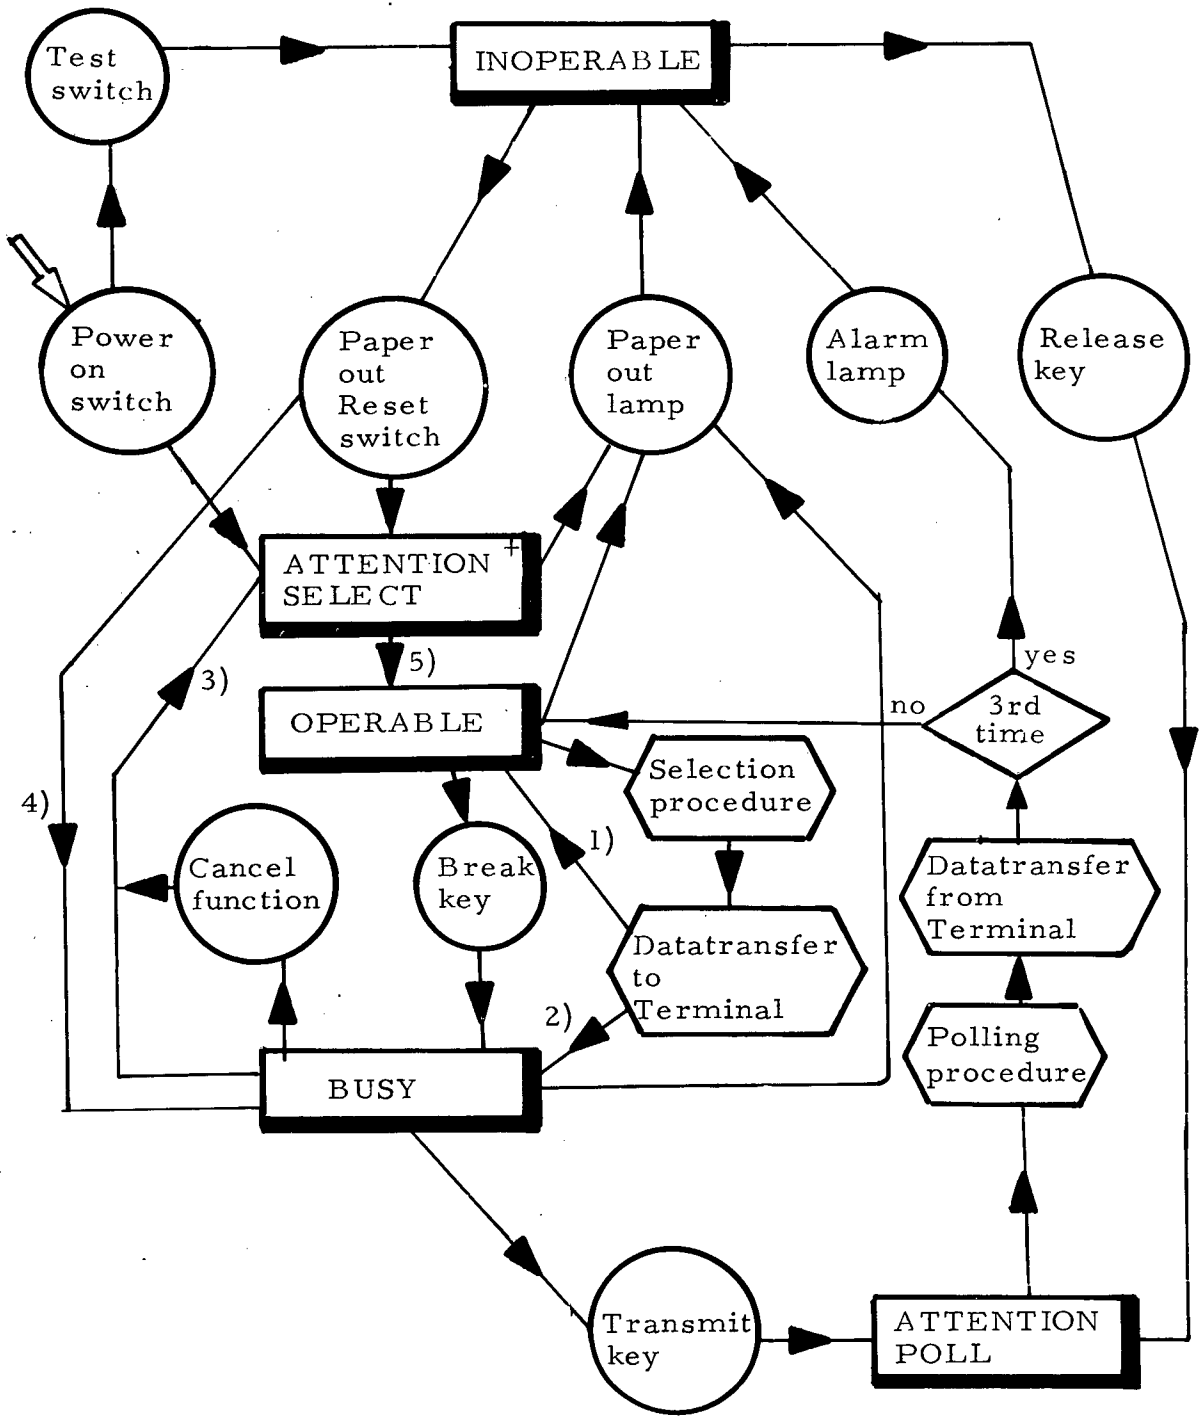 Test
switch
INOPERABLE
Power
on
switch
Paper
out
Reset
switch
Paper
out
lamp
Alarm
lamp
Release
key
ATTENTION +
SELECT
3)
5)
yes
no
3rd
time
OPERABLE
Selection
procedure
4)
1)
Cancel
function
Break
key
Datatransfer
from
Terminal
Datatransfer
to
Terminal
2)
Polling
procedure
BUSY
Transmit
key
ATTENTION
POLL